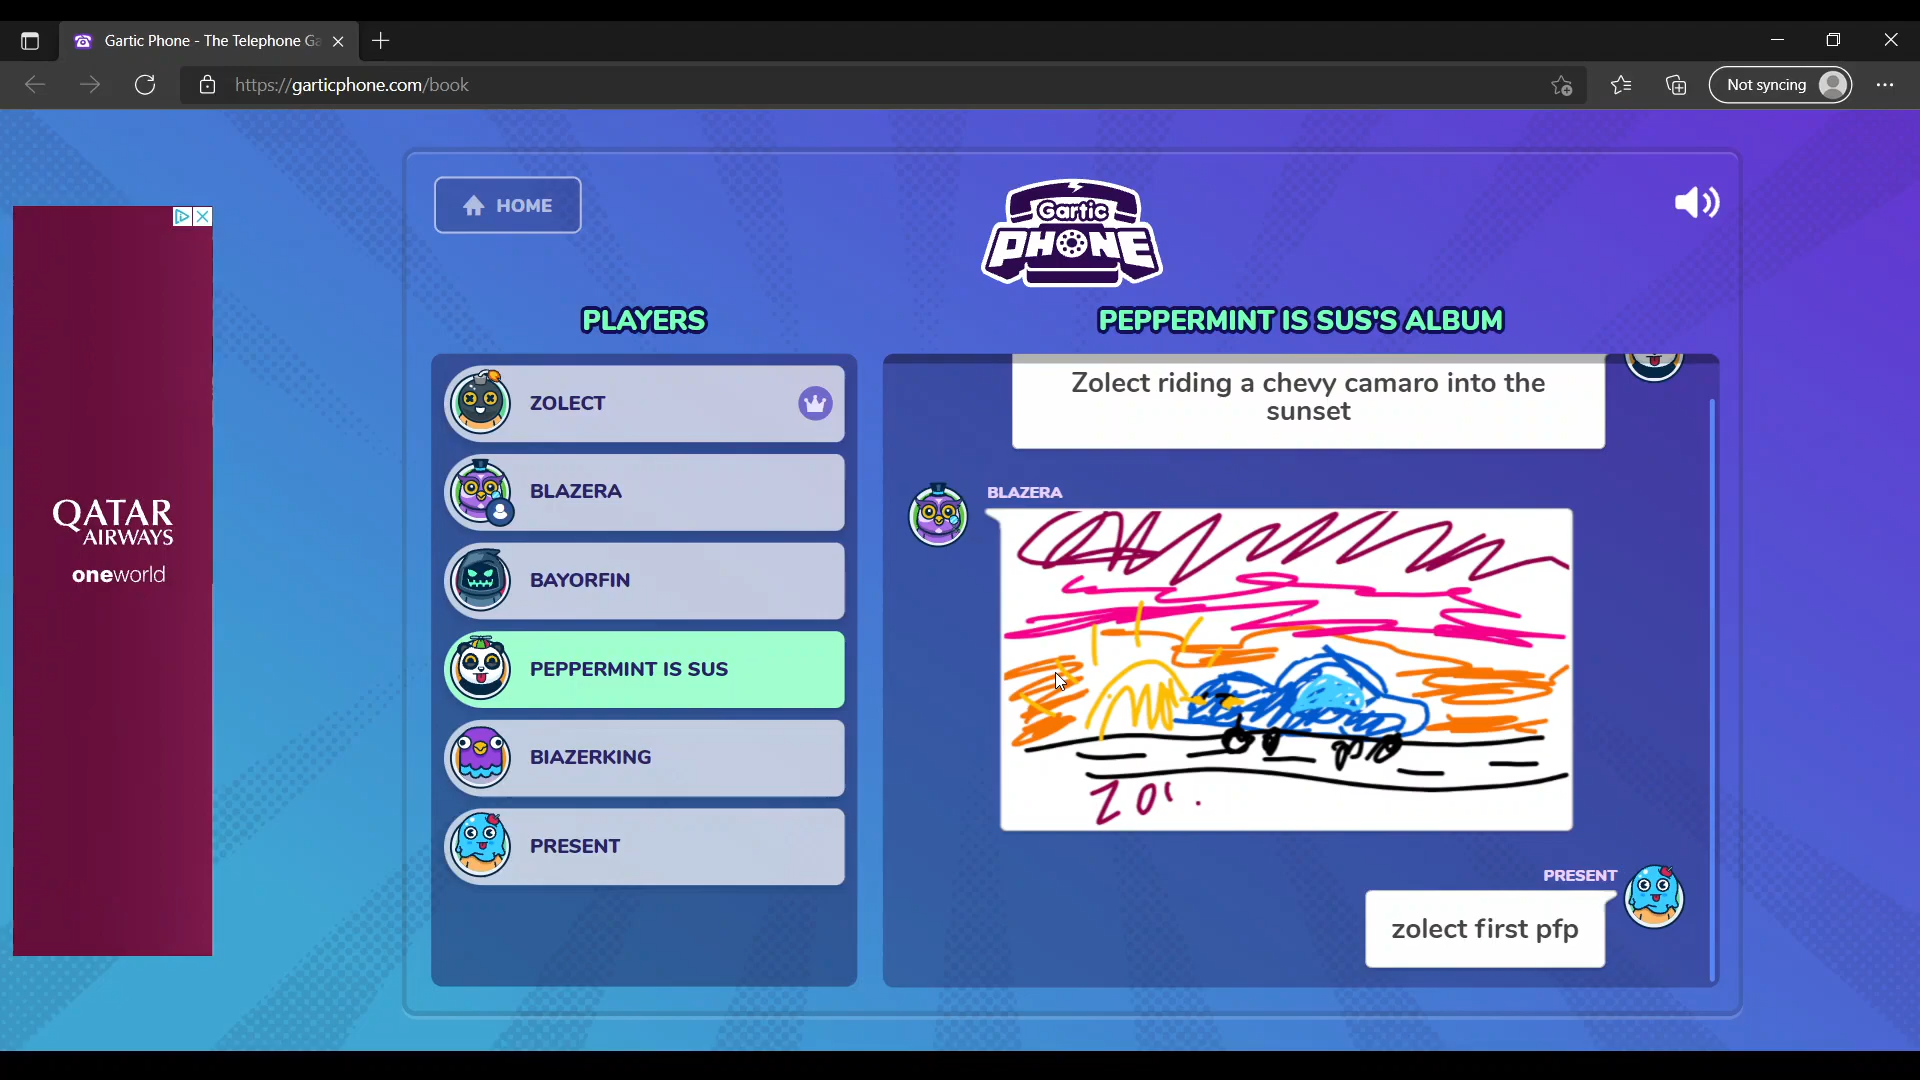 Gartic Phone - The Telephone Ga
https://garticphone.com/book
Not syncing
HOME
Gartic
PHONE
PLAYERS
PEPPERMINT IS SUS'S ALBUM
ZOLECT
BLAZERA
BAYORFIN
PEPPERMINT IS SUS
BIAZERKING
PRESENT
Zolect riding a chevy camaro into the
sunset
BLAZERA
PRESENT
zolect first pfp
QATAR
AIRWAYS
oneworld